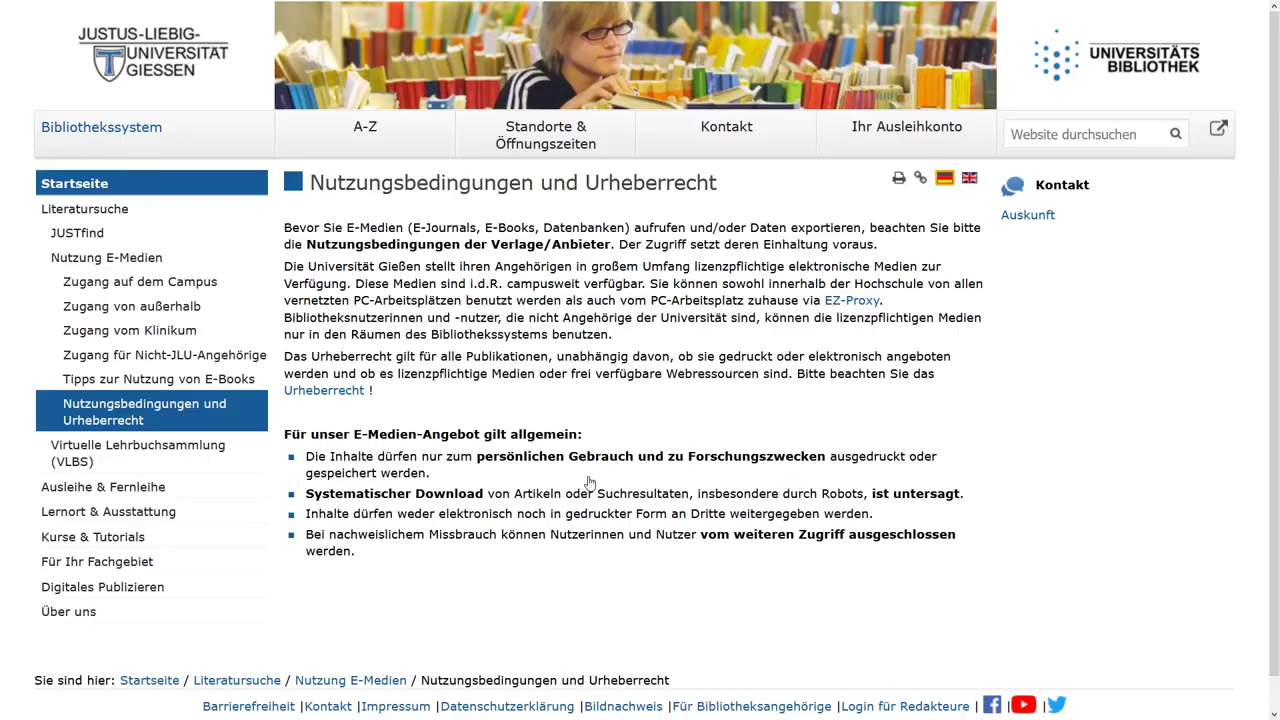 JUSTUS-LIEBIG-
UNIVERSITÄT
GIESSEN
UNIVERSITÄTS
BIBLIOTHEK
Bibliothekssystem
A-Z
Standorte &
Öffnungszeiten
Kontakt
Ihr Ausleihkonto
Website durchsuchen
Startseite
Literatursuche
JUSTfind
Nutzung E-Medien
Zugang auf dem Campus
Zugang von außerhalb
Zugang vom Klinikum
Zugang für Nicht-JLU-Angehörige
Tipps zur Nutzung von E-Books
Nutzungsbedingungen und
Urheberrecht
Virtuelle Lehrbuchsammlung
(VLBS)
Ausleihe & Fernleihe
Lernort & Ausstattung
Kurse & Tutorials
Für Ihr Fachgebiet
Digitales Publizieren
Über uns
Nutzungsbedingungen und Urheberrecht
Bevor Sie E-Medien (E-Journals, E-Books, Datenbanken) aufrufen und/oder Daten exportieren, beachten Sie bitte
die Nutzungsbedingungen der Verlage/Anbieter. Der Zugriff setzt deren Einhaltung voraus.
Die Universität Gießen stellt ihren Angehörigen in großem Umfang lizenzpflichtige elektronische Medien zur
Verfügung. Diese Medien sind i.d.R. campusweit verfügbar. Sie können sowohl innerhalb der Hochschule von allen
vernetzten PC-Arbeitsplätzen benutzt werden als auch vom PC-Arbeitsplatz zuhause via EZ-Proxy.
Bibliotheksnutzerinnen und -nutzer, die nicht Angehörige der Universität sind, können die lizenzpflichtigen Medien
nur in den Räumen des Bibliothekssystems benutzen.
Das Urheberrecht gilt für alle Publikationen, unabhängig davon, ob sie gedruckt oder elektronisch angeboten
werden und ob es lizenzpflichtige Medien oder frei verfügbare Webressourcen sind. Bitte beachten Sie das
Urheberrecht !
Für unser E-Medien-Angebot gilt allgemein:
Die Inhalte dürfen nur zum persönlichen Gebrauch und zu Forschungszwecken ausgedruckt oder
gespeichert werden.
Systematischer Download von Artikeln oder Suchresultaten, insbesondere durch Robots, ist untersagt.
Inhalte dürfen weder elektronisch noch in gedruckter Form an Dritte weitergegeben werden.
Bei nachweislichem Missbrauch können Nutzerinnen und Nutzer vom weiteren Zugriff ausgeschlossen
werden.
Kontakt
Auskunft
Sie sind hier: Startseite / Literatursuche / Nutzung E-Medien / Nutzungsbedingungen und Urheberrecht
Barrierefreiheit |Kontakt |Impressum |Datenschutzerklärung |Bildnachweis |Für Bibliotheksangehörige |Login für Redakteure | | |